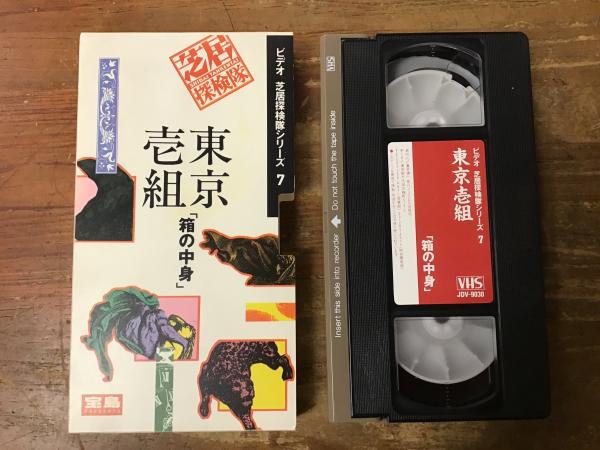 芝居
SHIBAI TANKENTAI
探検隊
ビデオ 芝居探検隊シリーズ 7
東京
壱組
「箱の中身」
宝島
VHS
Insert this side into recorder
Do not touch the tape inside
ビデオ 芝居探検隊シリーズ 7
東京壱組
「箱の中身」
VHS
JDV-9030